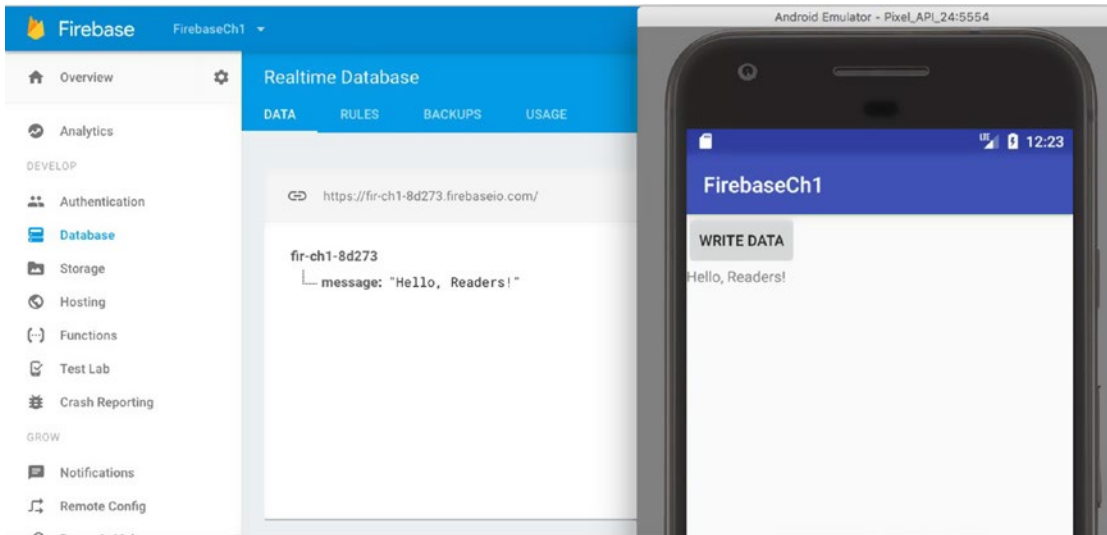 Firebase FirebaseCh1
Overview
Analytics
DEVELOP
Authentication
Database
Storage
Hosting
Functions
Test Lab
Crash Reporting
GROW
Notifications
Remote Config
Realtime Database
DATA RULES BACKUPS USAGE
https://fir-ch1-8d273.firebaseio.com/
fir-ch1-8d273
message: "Hello, Readers!"
Android Emulator - Pixel_API_24:5554
LTE 12:23
FirebaseCh1
WRITE DATA
Hello, Readers!